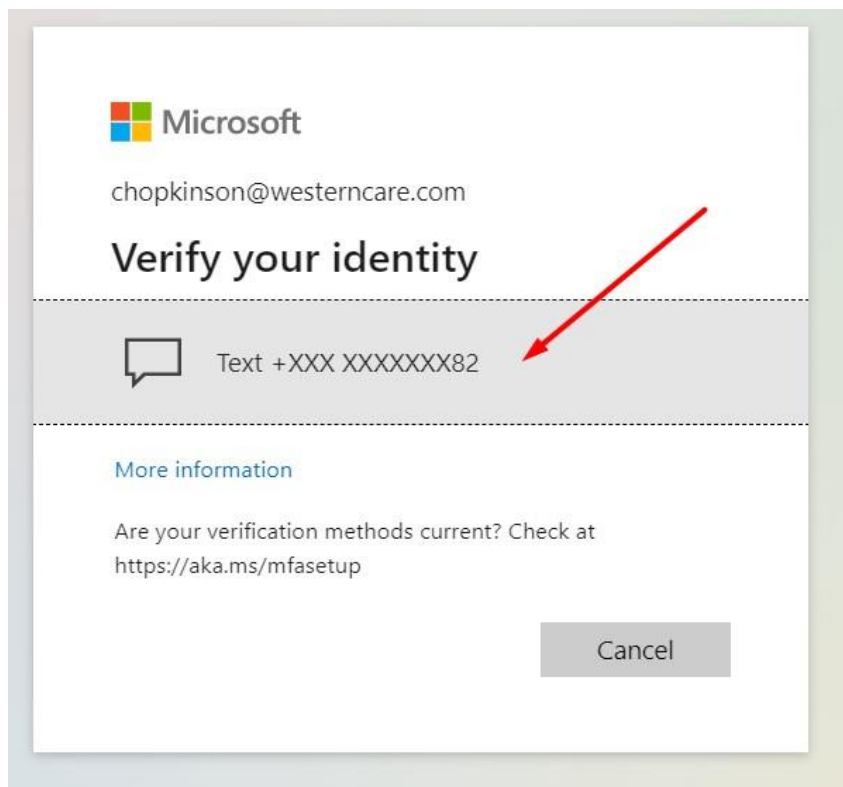 Microsoft
chopkinson@westerncare.com
Verify your identity
Text +XXX XXXXXXX82
More information
Are your verification methods current? Check at
https://aka.ms/mfasetup
Cancel